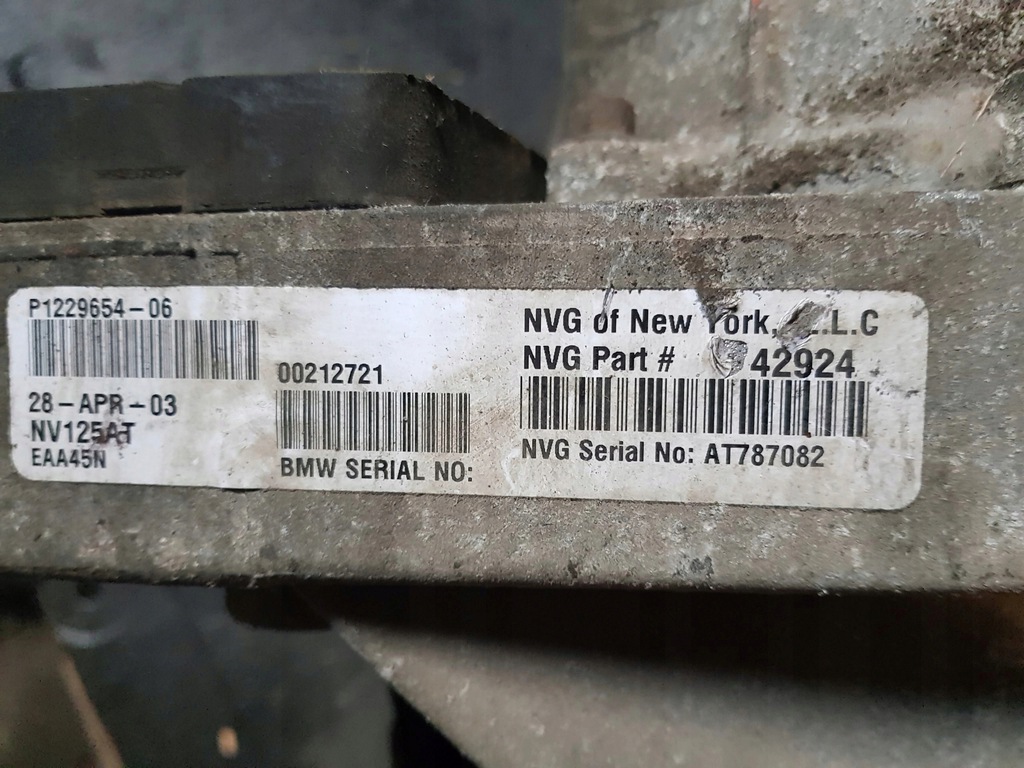 P1229654-06
28-APR-03
NV125AT
EAA45N
00212721
BMW SERIAL NO:
NVG of New York, L.L.C
NVG Part # 42924
NVG Serial No: AT787082